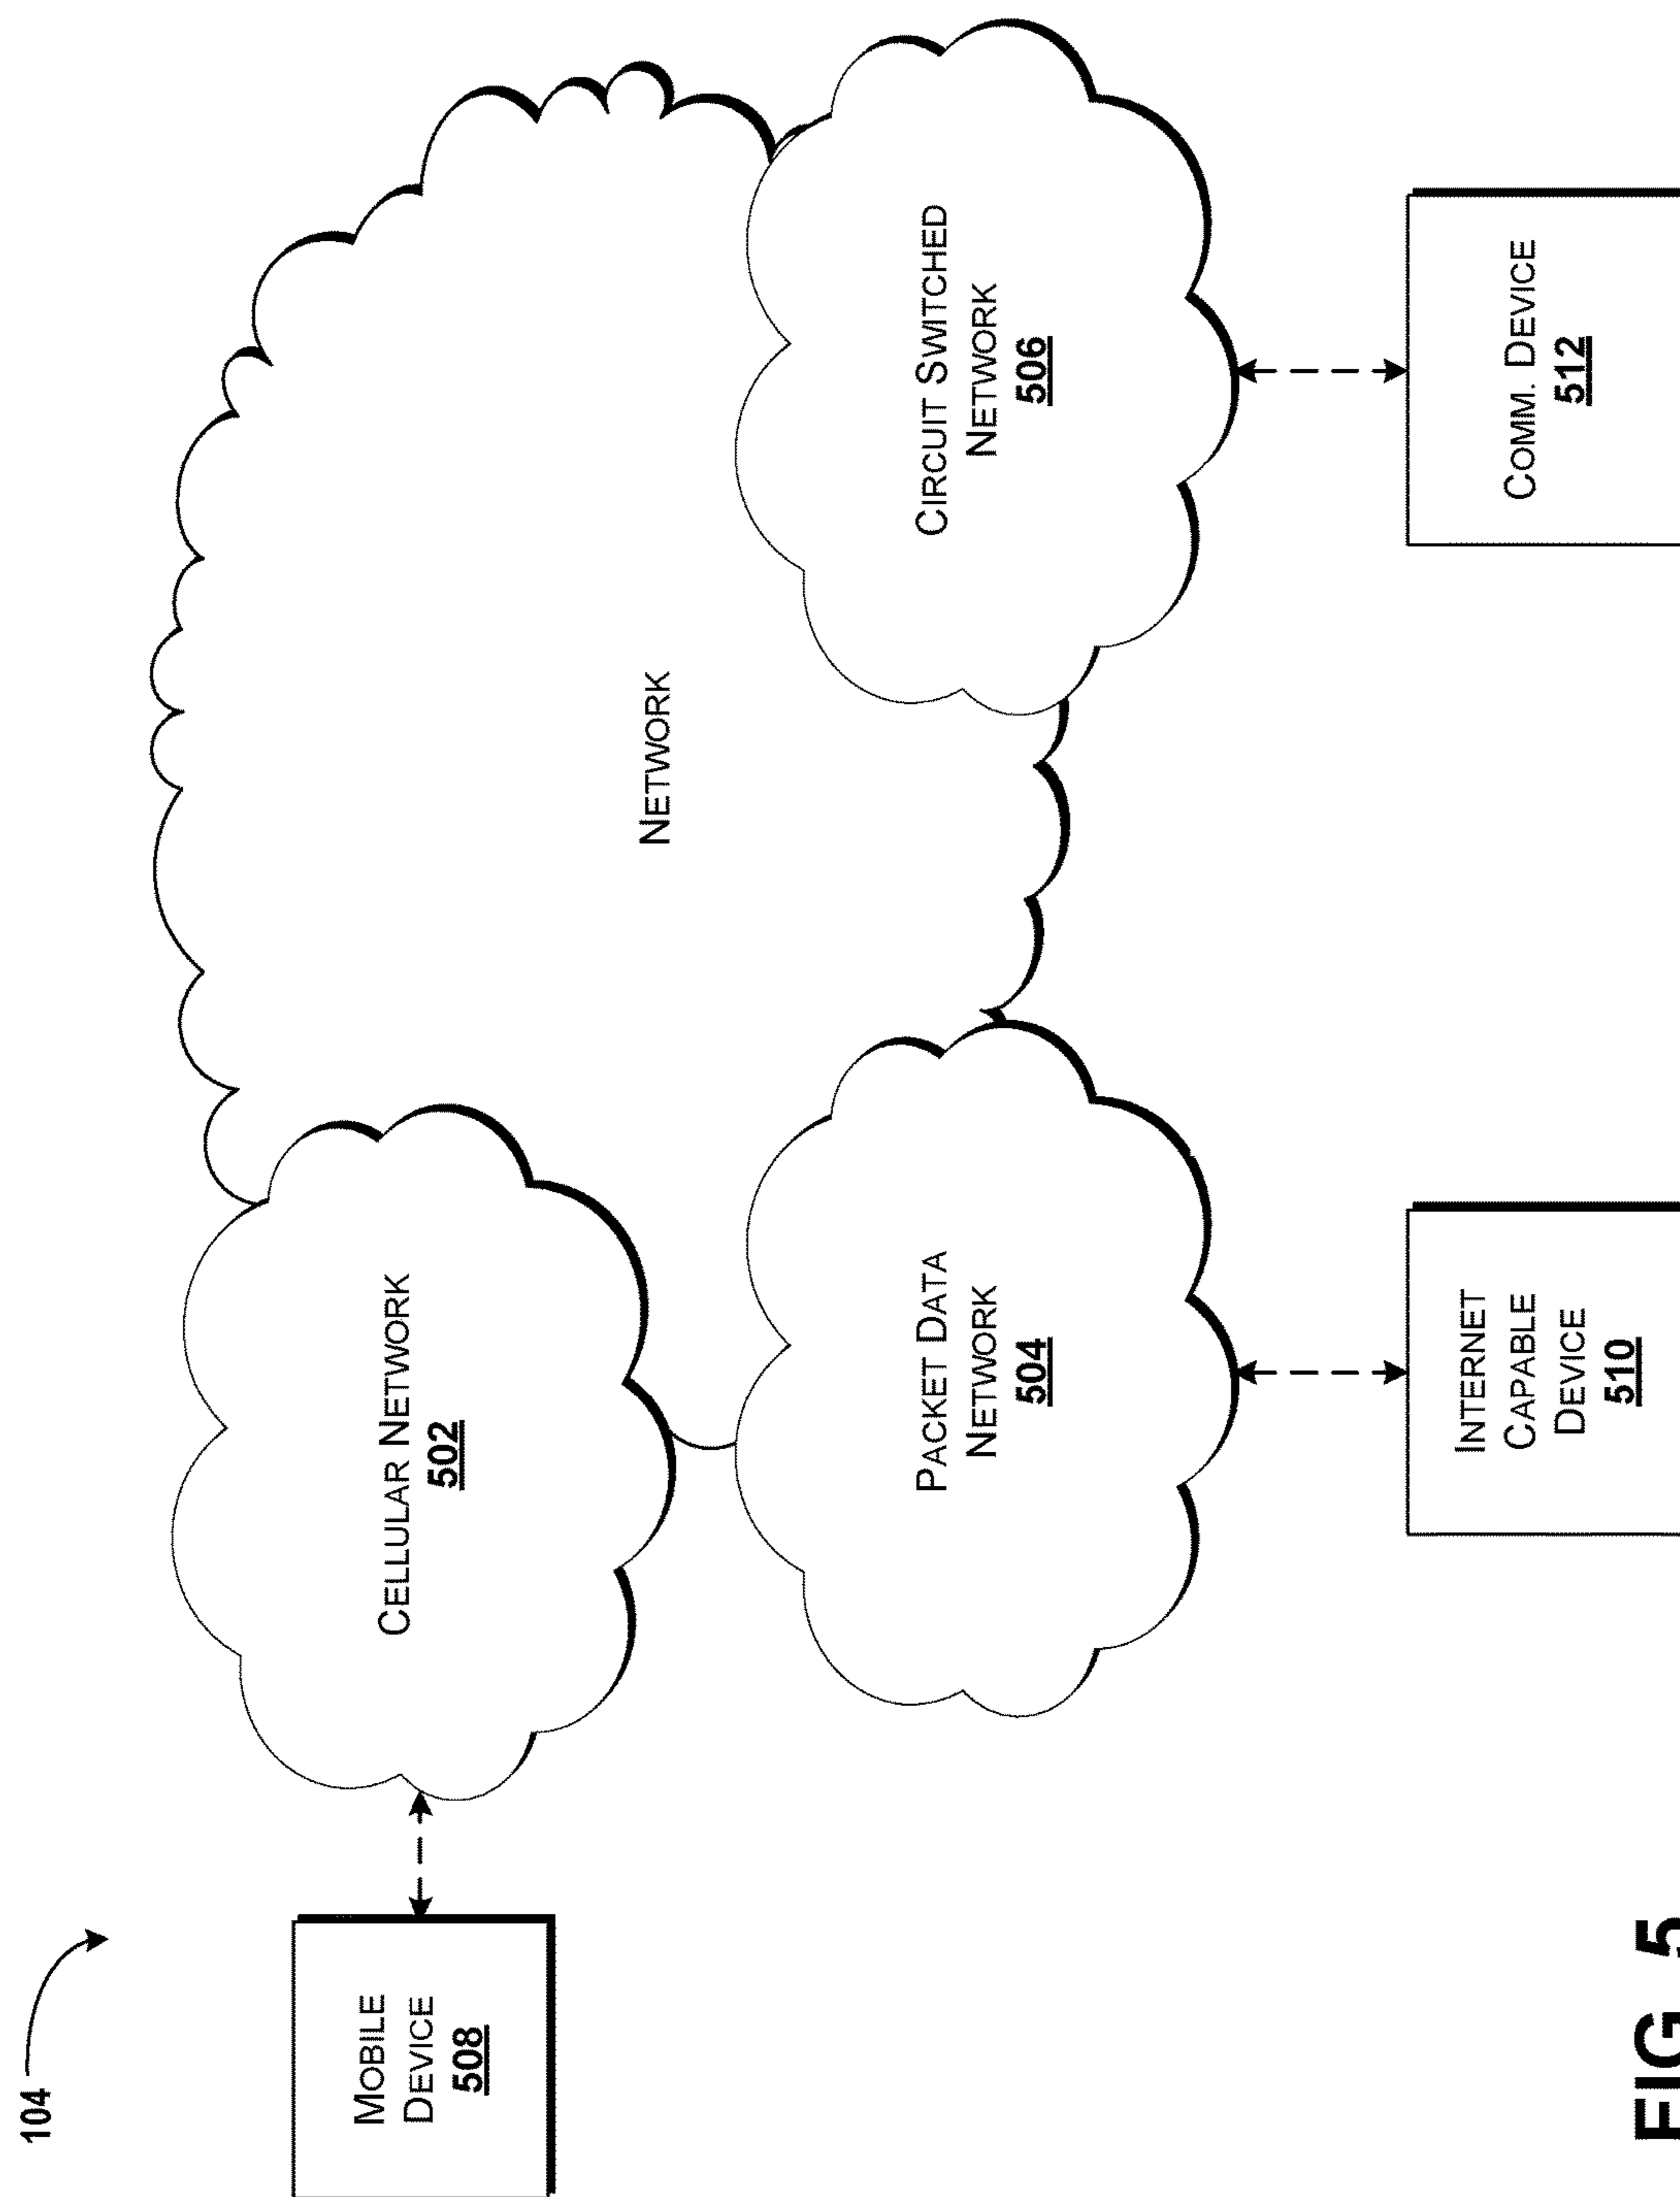 104
MOBILE
DEVICE
508
CELLULAR NETWORK
502
NETWORK
PACKET DATA
NETWORK
504
CIRCUIT SWITCHED
NETWORK
506
INTERNET
CAPABLE
DEVICE
510
COMM. DEVICE
512
FIG. 5